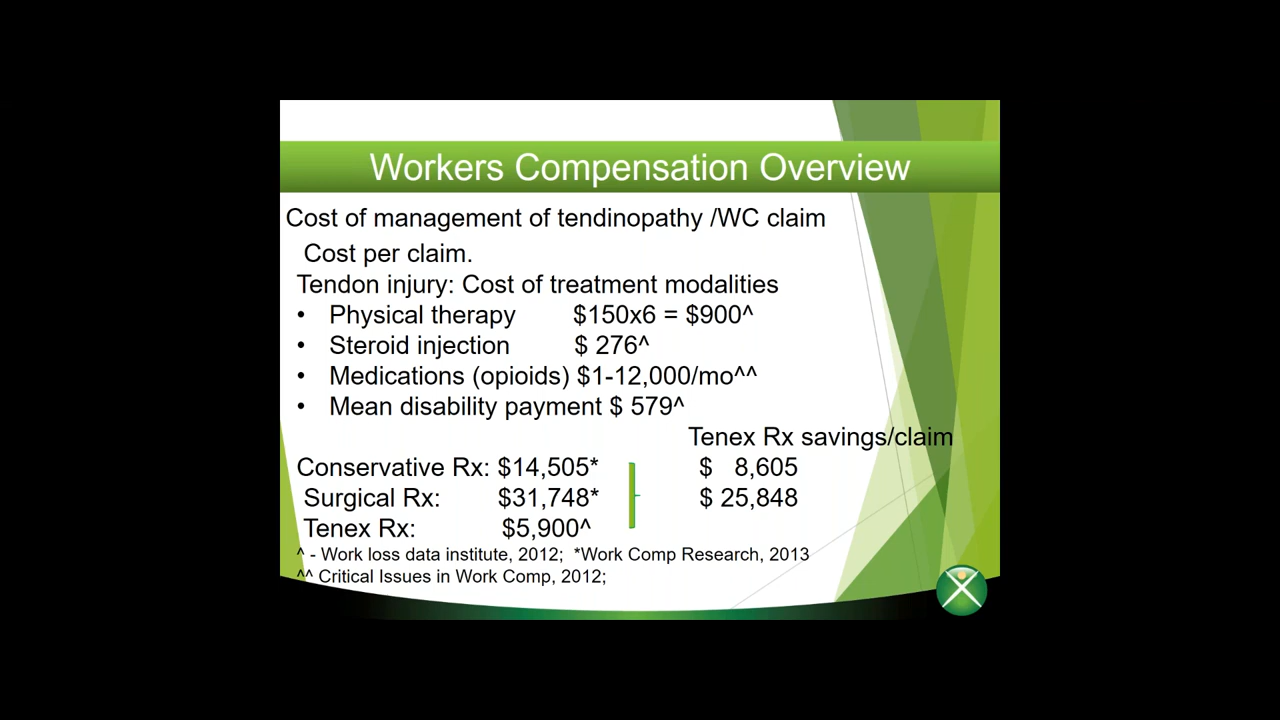 Workers Compensation Overview
Cost of management of tendinopathy /WC claim
Cost per claim.
Tendon injury: Cost of treatment modalities
• Physical therapy $150x6 = $900^
• Steroid injection $ 276^
• Medications (opioids) $1-12,000/mo^^
• Mean disability payment $ 579^
Tenex Rx savings/claim
Conservative Rx: $14,505* $ 8,605
Surgical Rx: $31,748* $ 25,848
Tenex Rx: $5,900^
^ - Work loss data institute, 2012; *Work Comp Research, 2013
^^ Critical Issues in Work Comp, 2012;